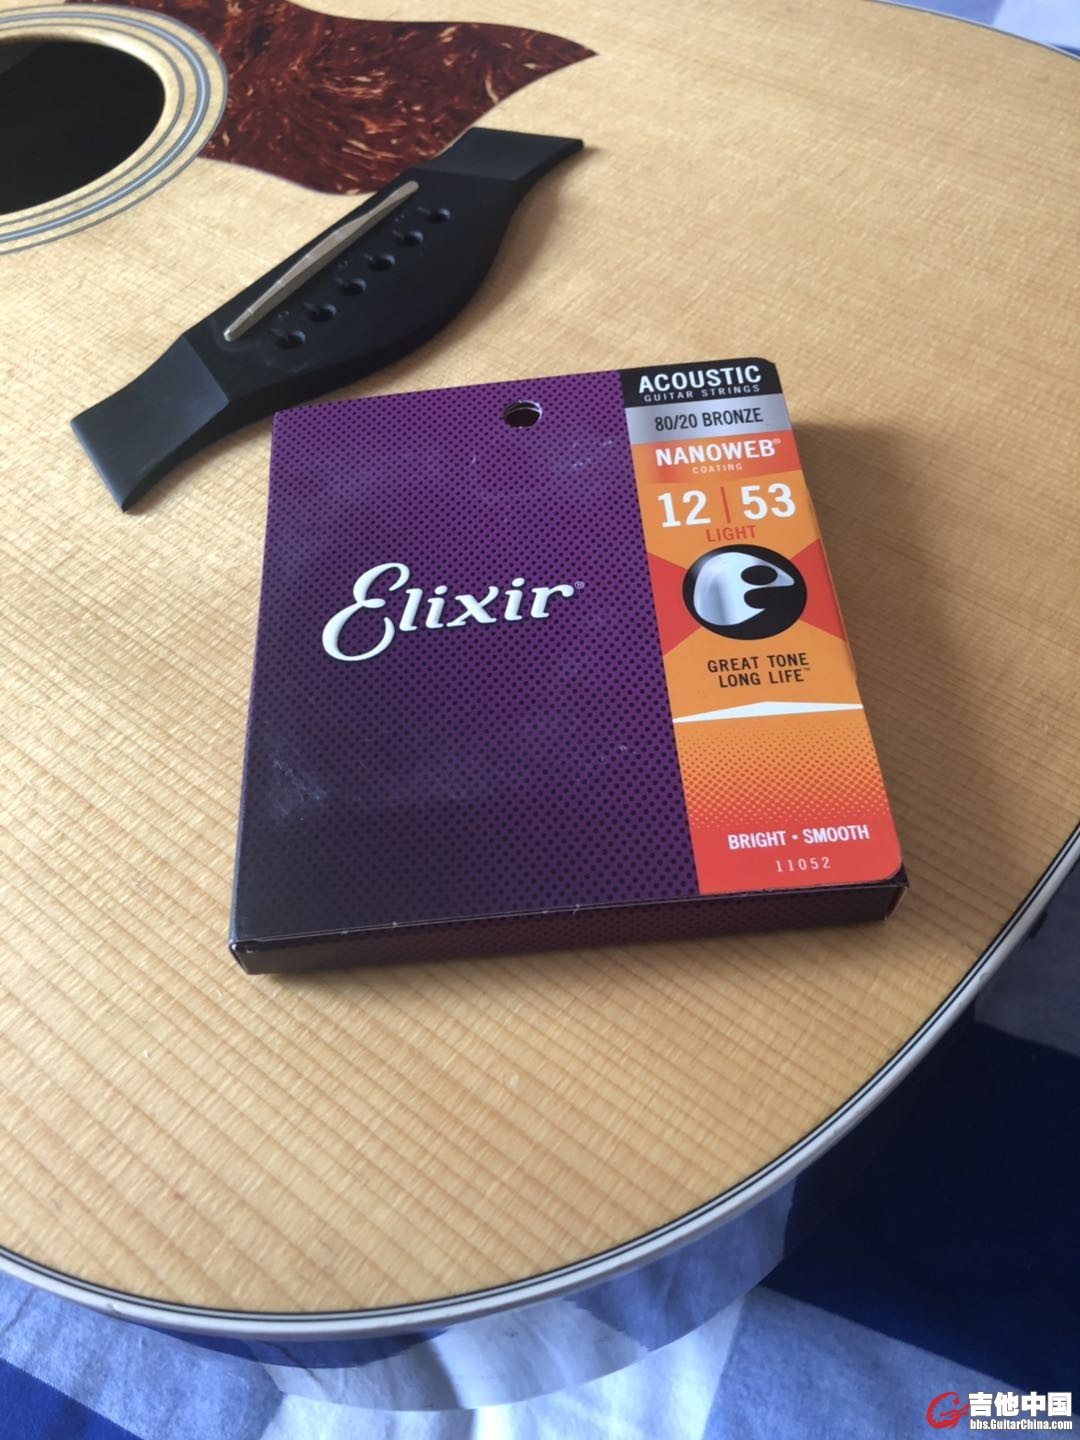 ACOUSTIC
GUITAR STRINGS
80/20 BRONZE
NANOWEB®
COATING
12 | 53
LIGHT
Elixir®
GREAT TONE
LONG LIFE™
BRIGHT • SMOOTH
11052
吉他中国
bbs.GuitarChina.com